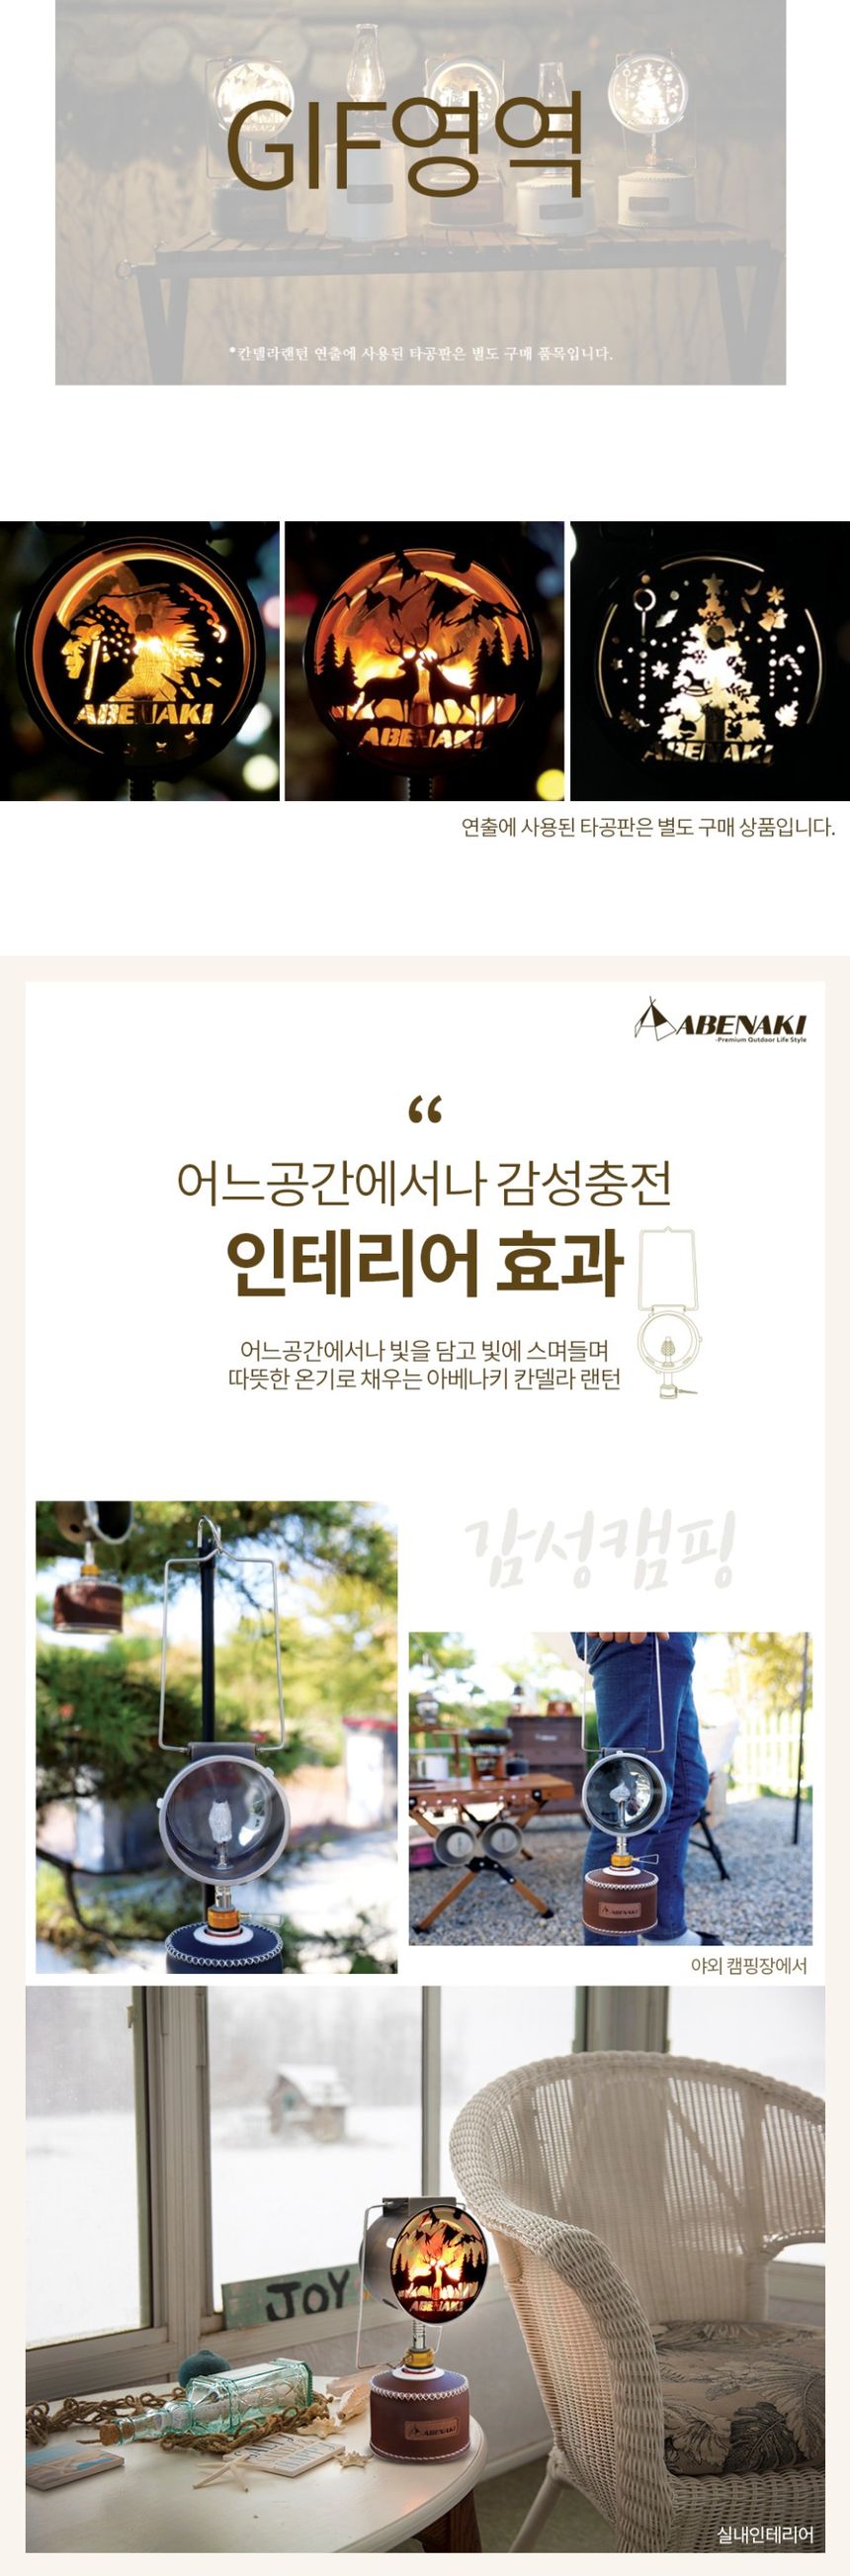 GIF영역
*칸델라랜턴 연출에 사용된 타공판은 별도 구매 품목입니다.
ABENAKI
ABENAKI
ABENAKI
연출에 사용된 타공판은 별도 구매 상품입니다.
ABENAKI
-Premium Outdoor Life Style
“
어느공간에서나 감성충전
인테리어 효과
어느공간에서나 빛을 담고 빛에 스며들며
따뜻한 온기로 채우는 아베나키 칸델라 랜턴
감성캠핑
ABENAKI
야외 캠핑장에서
JOY
ABENAKI
ABENAKI
실내인테리어